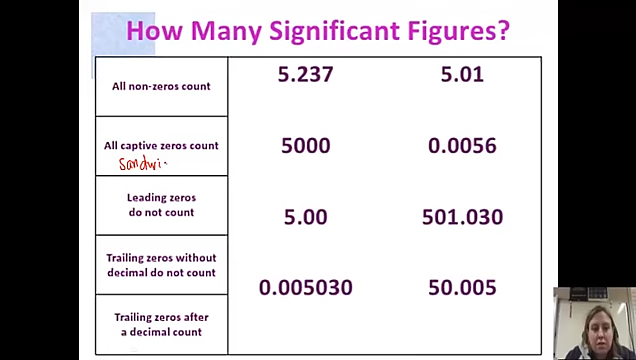 How Many Significant Figures?
All non-zeros count
5.237 5.01
All captive zeros count
5000 0.0056
Leading zeros
do not count
5.00 501.030
Trailing zeros without
decimal do not count
0.005030 50.005
Trailing zeros after
a decimal count